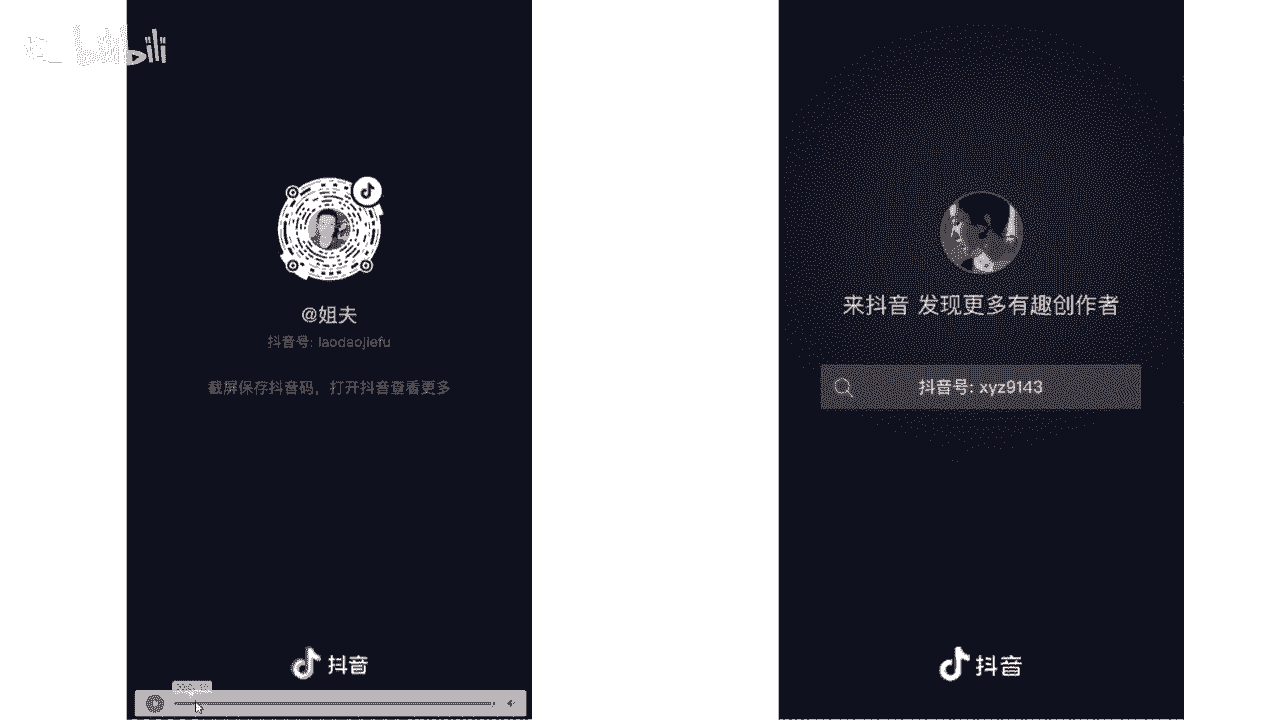 bilibili
@姐夫
抖音号: laodaojiefu
截屏保存抖音码，打开抖音查看更多
抖音
来抖音 发现更多有趣创作者
抖音号: xyz9143
抖音